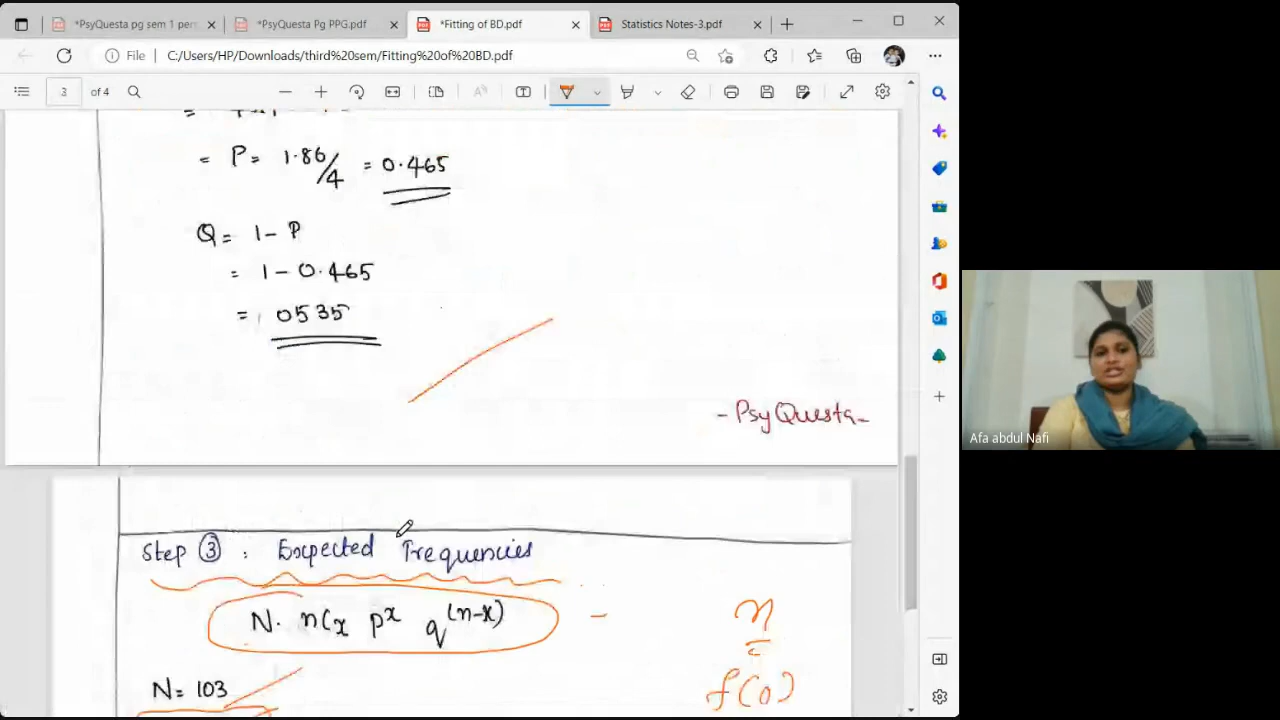 *PsyQuesta pg sem 1 pers
*PsyQuesta Pg PPG.pdf
*Fitting of BD.pdf
Statistics Notes-3.pdf
File
C:/Users/HP/Downloads/third%20sem/Fitting%20of%20BD.pdf
3 of 4
= P = 1.86/4 = 0.465
Q = 1 - P
= 1 - 0.465
= 0535
- PsyQuesta -
Afa abdul Nafi
Step ③ : Expected Frequencies
N. nCx p^x q^(n-x) -
n
N = 103
f(0)